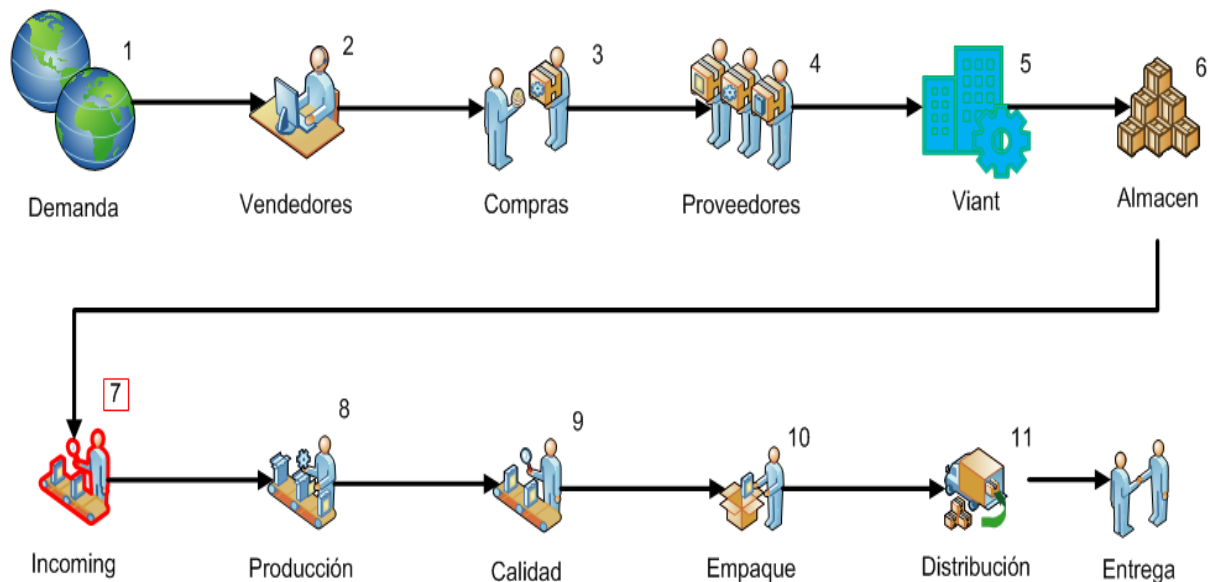 1
2
3
4
5
6
Demanda
Vendedores
Compras
Proveedores
Viant
Almacen
7
8
9
10
11
Incoming
Producción
Calidad
Empaque
Distribución
Entrega